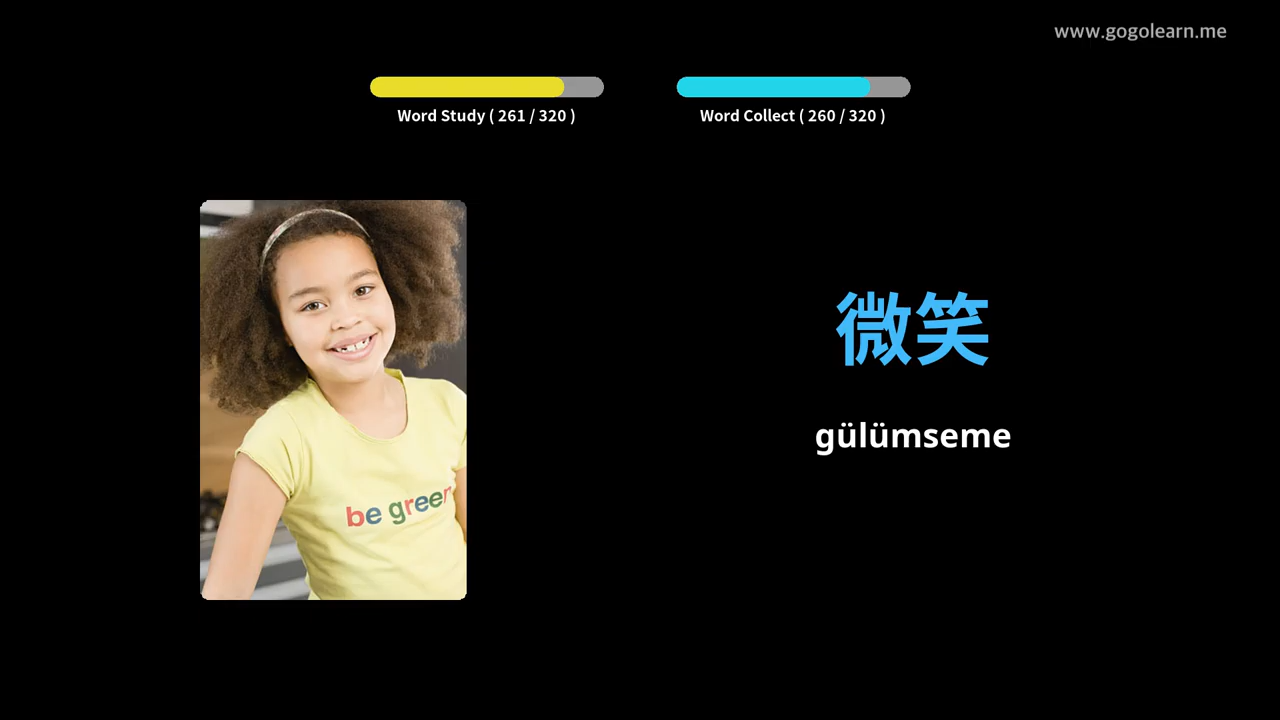 www.gogolearn.me
Word Study ( 261 / 320 )
Word Collect ( 260 / 320 )
微笑
gülümseme
be green